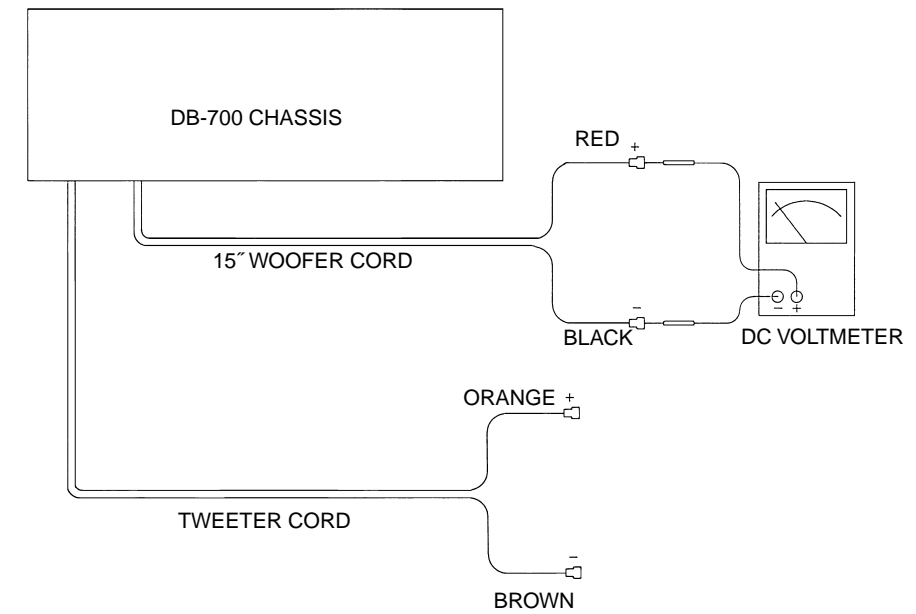 DB-700 CHASSIS
RED +
15˝ WOOFER CORD
−
BLACK
− +
DC VOLTMETER
ORANGE +
TWEETER CORD
−
BROWN